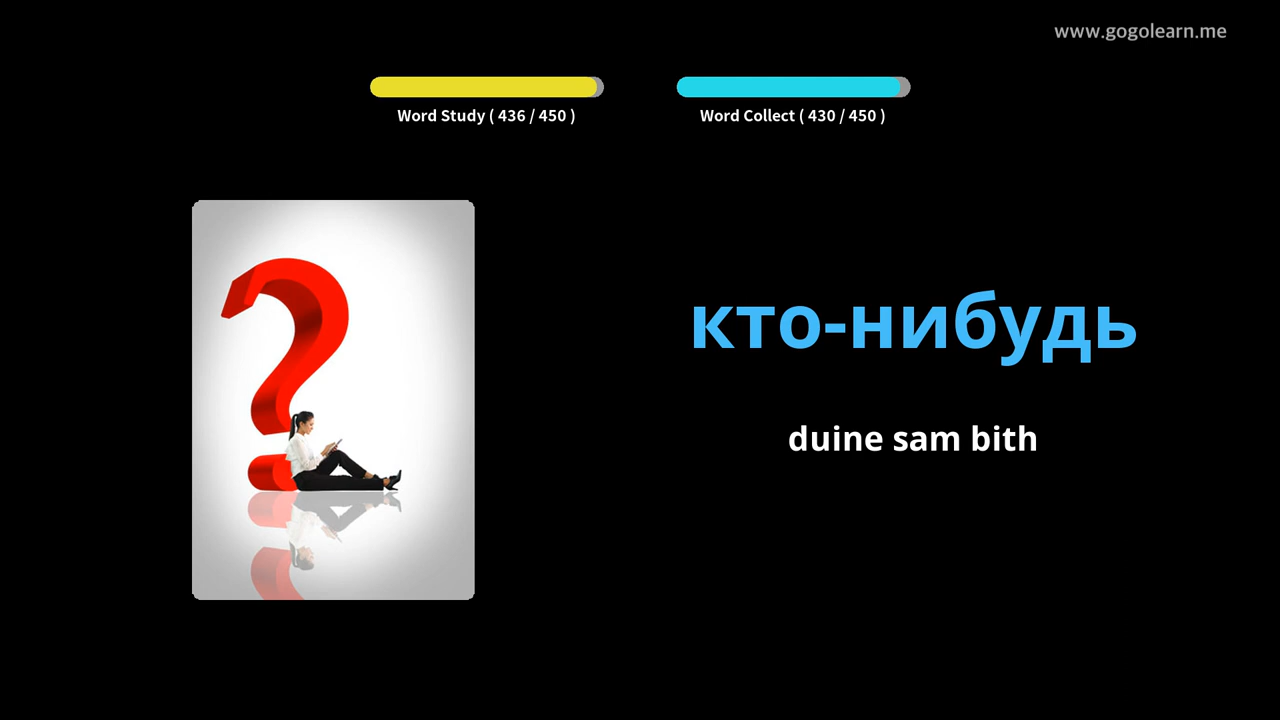 www.gogolearn.me
Word Study ( 436 / 450 )
Word Collect ( 430 / 450 )
кто-нибудь
duine sam bith